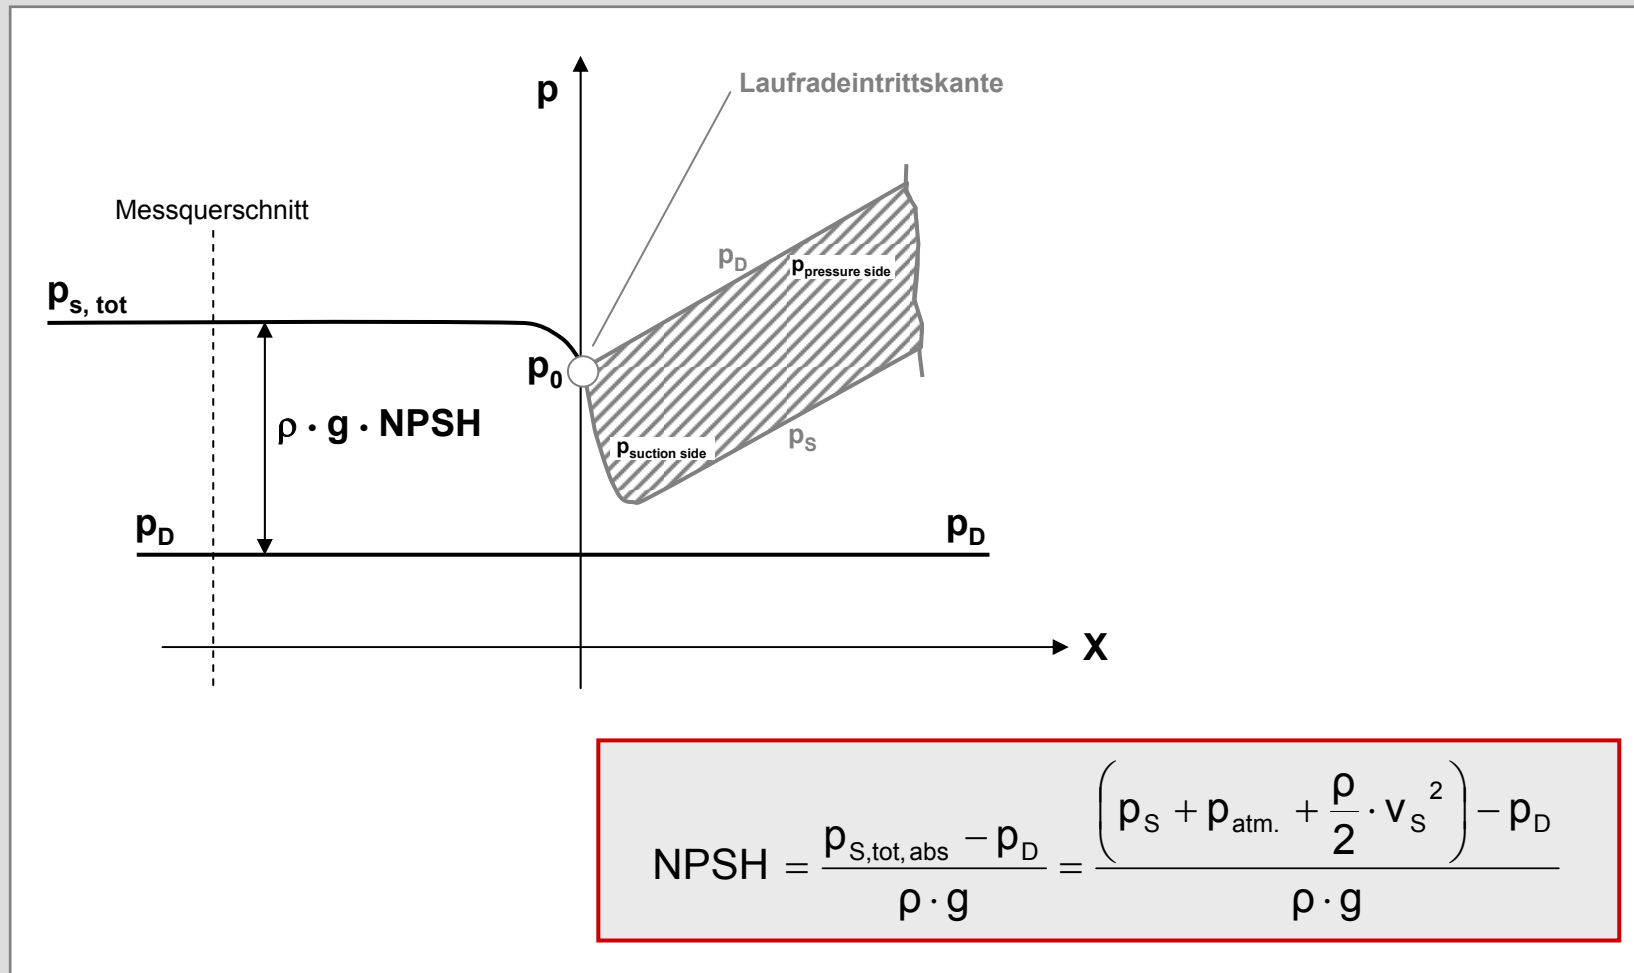 p
Laufradeintrittskante
Messquerschnitt
p_D
p_pressure side
p_s, tot
p_0
ρ · g · NPSH
p_S
p_suction side
p_D
p_D
X
NPSH = (p_S,tot,abs − p_D) / (ρ · g) = ((p_S + p_atm. + ρ/2 · v_S²) − p_D) / (ρ · g)